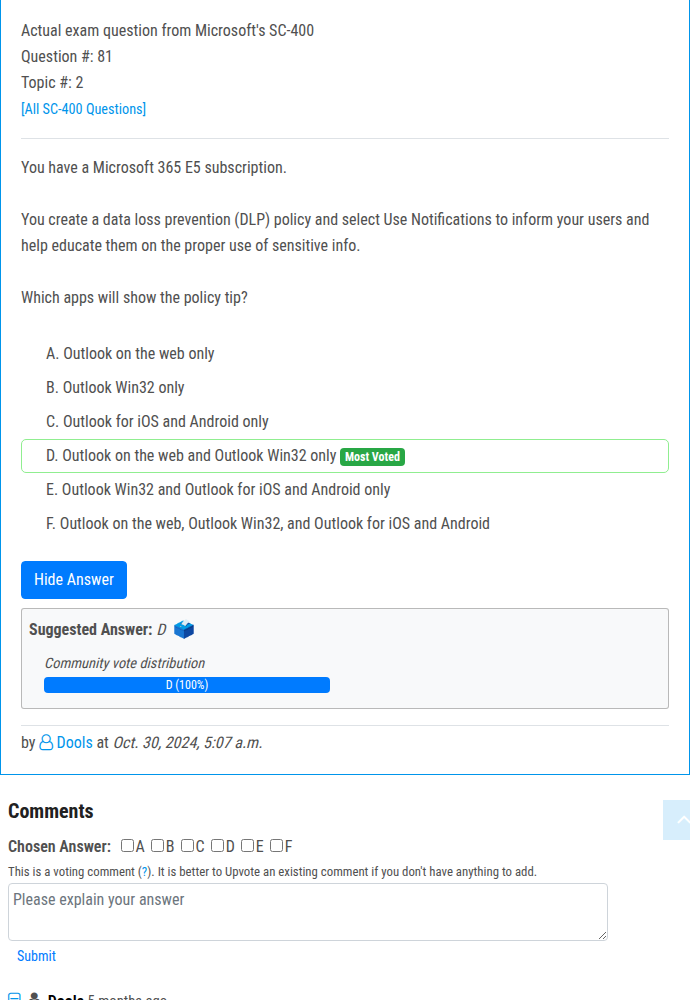 Actual exam question from Microsoft's SC-400
Question #: 81
Topic #: 2
[All SC-400 Questions]
You have a Microsoft 365 E5 subscription.
You create a data loss prevention (DLP) policy and select Use Notifications to inform your users and
help educate them on the proper use of sensitive info.
Which apps will show the policy tip?
A. Outlook on the web only
B. Outlook Win32 only
C. Outlook for iOS and Android only
D. Outlook on the web and Outlook Win32 only Most Voted
E. Outlook Win32 and Outlook for iOS and Android only
F. Outlook on the web, Outlook Win32, and Outlook for iOS and Android
Hide Answer
Suggested Answer: D
Community vote distribution
D (100%)
by Dools at Oct. 30, 2024, 5:07 a.m.
Comments
Chosen Answer: A B C D E F
This is a voting comment (?). It is better to Upvote an existing comment if you don't have anything to add.
Please explain your answer
Submit
Dools 5 months ago